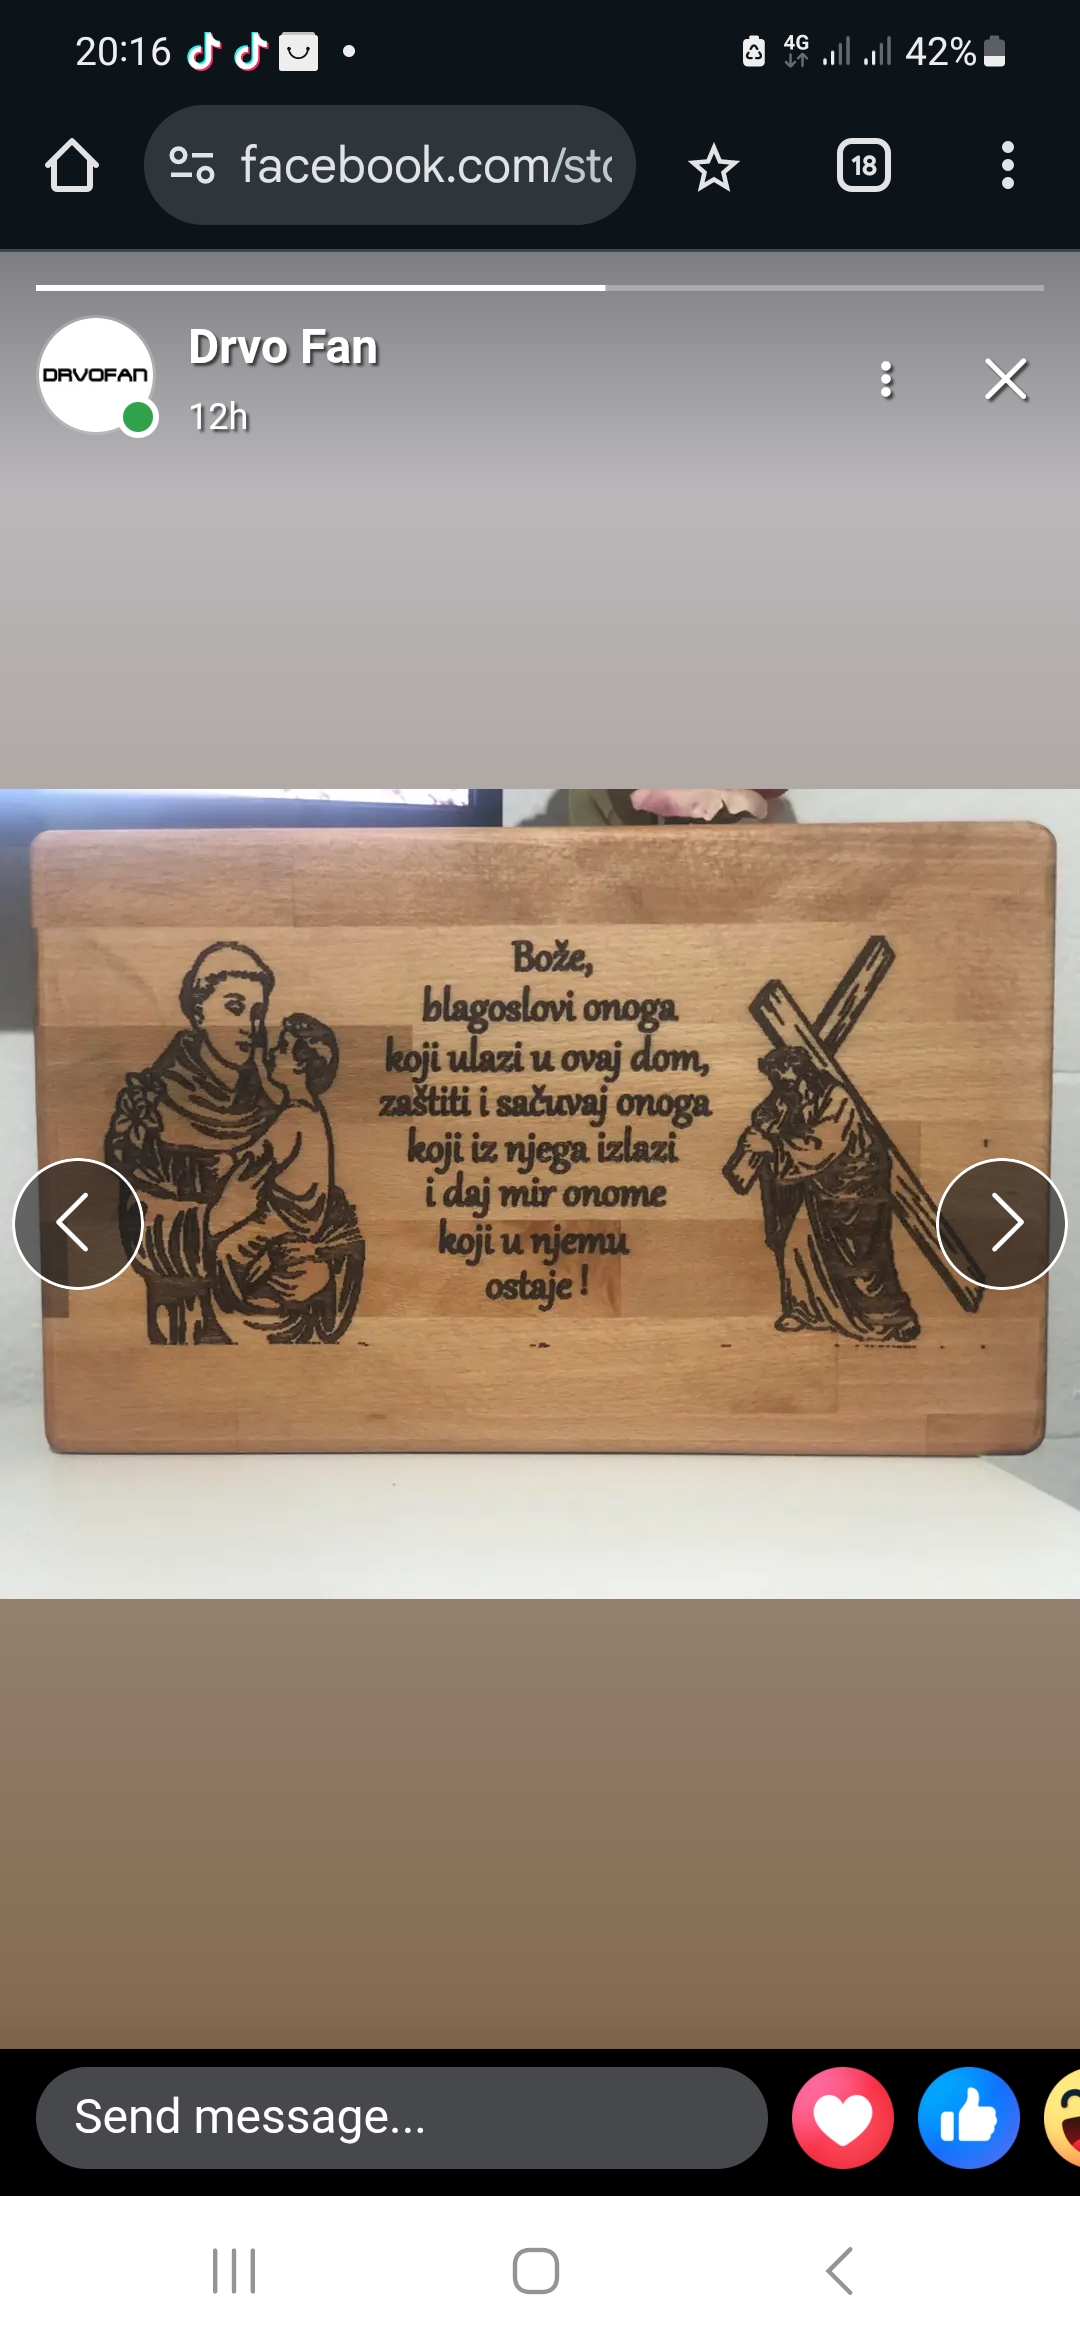 20:16
4G
42%
facebook.com/sto
18
DRVOFAN
Drvo Fan
12h
Bože,
blagoslovi onoga
koji ulazi u ovaj dom,
zaštiti i sačuvaj onoga
koji iz njega izlazi
i daj mir onome
koji u njemu
ostaje !
Send message...